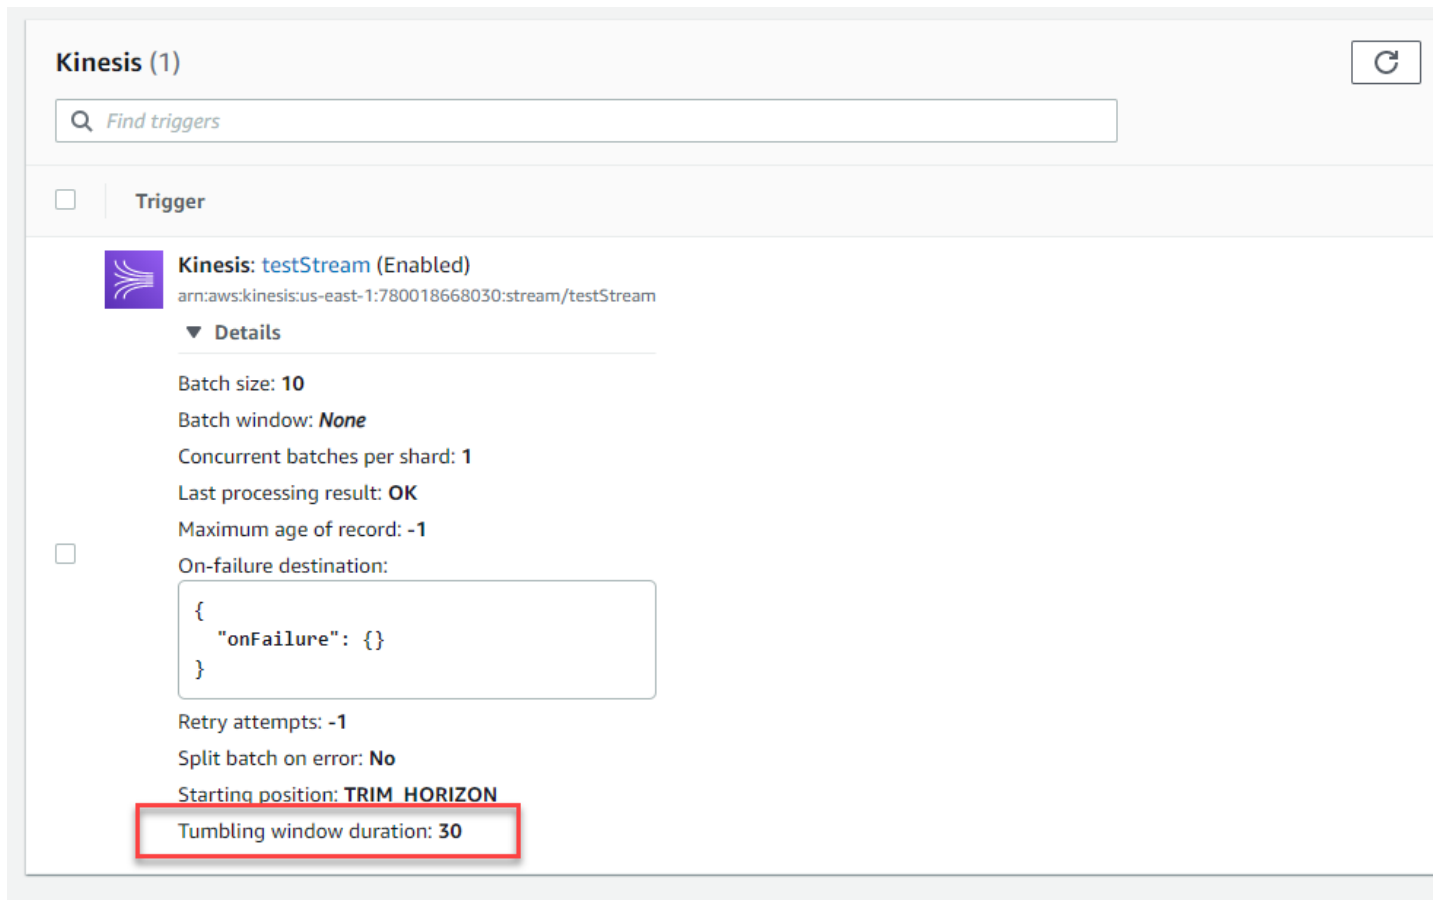 Kinesis (1)
Find triggers
Trigger
Kinesis: testStream (Enabled)
arn:aws:kinesis:us-east-1:780018668030:stream/testStream
▼ Details
Batch size: 10
Batch window: None
Concurrent batches per shard: 1
Last processing result: OK
Maximum age of record: -1
On-failure destination:
{
"onFailure": {}
}
Retry attempts: -1
Split batch on error: No
Starting position: TRIM_HORIZON
Tumbling window duration: 30